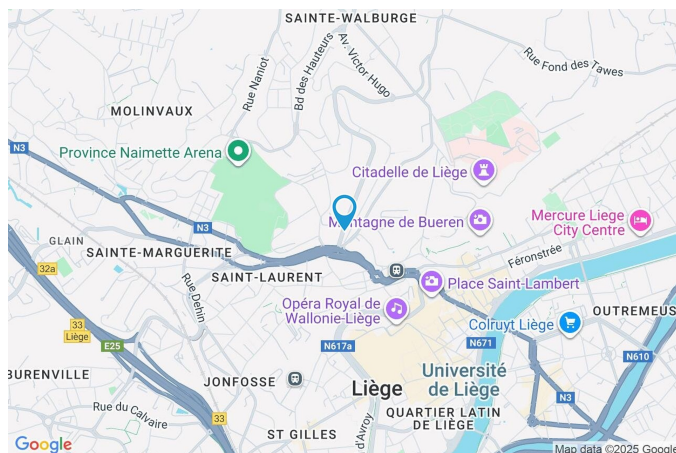 SAINTE-WALBURGE
Av. Victor Hugo
Bd des Hauteurs
Rue Naniot
Rue Fond des Tawes
MOLINVAUX
N3
Province Naimette Arena
Citadelle de Liège
N3
Montagne de Bueren
Mercure Liege
City Centre
GLAIN
SAINTE-MARGUERITE
Féronstrée
32a
SAINT-LAURENT
Place Saint-Lambert
Rue Dehin
Opéra Royal de
Wallonie-Liège
OUTREMEUS
33
Liège
Colruyt Liège
E25
N617a
N671
N610
BURENVILLE
JONFOSSE
Université
de Liège
Liège
N3
Rue du Calvaire
33
QUARTIER LATIN
DE LIÈGE
ST GILLES
d'Avroy
Google
Map data ©2025 Google